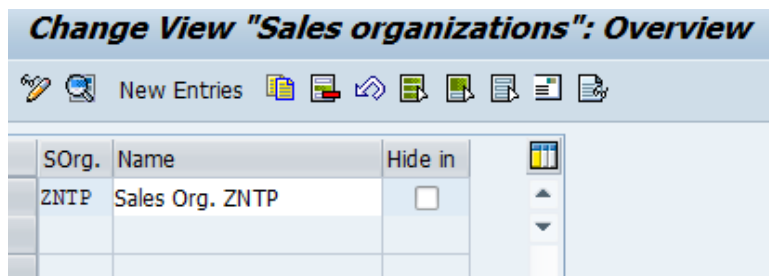 Change View "Sales organizations": Overview
New Entries
SOrg. Name Hide in
ZNTP Sales Org. ZNTP